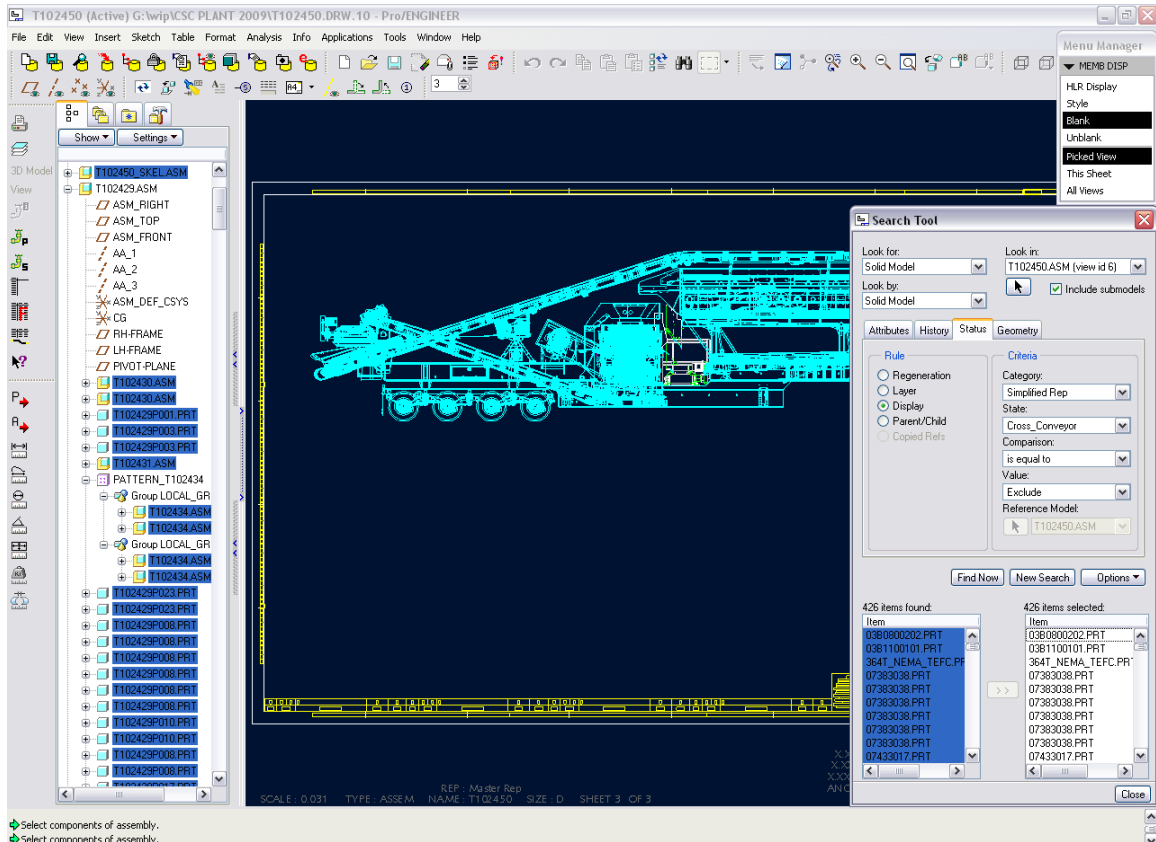 T102450 (Active) G:\wip\CSC PLANT 2009\T102450.DRW.10 - Pro/ENGINEER
File Edit View Insert Sketch Table Format Analysis Info Applications Tools Window Help
3
Menu Manager
MEMB DISP
HLR Display
Style
Blank
Unblank
Picked View
This Sheet
All Views
Show Settings
3D Model
View
T102450_SKEL.ASM
T102429.ASM
ASM_RIGHT
ASM_TOP
ASM_FRONT
AA_1
AA_2
AA_3
ASM_DEF_CSYS
CG
RH-FRAME
LH-FRAME
PIVOT-PLANE
T102430.ASM
T102430.ASM
T102429P001.PRT
T102429P003.PRT
T102429P003.PRT
T102431.ASM
PATTERN_T102434
Group LOCAL_GR
T102434.ASM
T102434.ASM
Group LOCAL_GR
T102434.ASM
T102434.ASM
T102429P023.PRT
T102429P023.PRT
T102429P008.PRT
T102429P008.PRT
T102429P008.PRT
T102429P008.PRT
T102429P008.PRT
T102429P008.PRT
T102429P010.PRT
T102429P010.PRT
T102429P008.PRT
T102429P008.PRT
T102429P017.PRT
Search Tool
Look for:
Solid Model
Look by:
Solid Model
Look in:
T102450.ASM (view id 6)
Include submodels
Attributes History Status Geometry
Rule
Regeneration
Layer
Display
Parent/Child
Copied Refs
Criteria
Category:
Simplified Rep
State:
Cross_Conveyor
Comparison:
is equal to
Value:
Exclude
Reference Model:
T102450.ASM
Find Now New Search Options
426 items found:
Item
03B0800202.PRT
03B1100101.PRT
364T_NEMA_TEFC.PR
07383038.PRT
07383038.PRT
07383038.PRT
07383038.PRT
07383038.PRT
07383038.PRT
07433017.PRT
>>
426 items selected:
Item
03B0800202.PRT
03B1100101.PRT
364T_NEMA_TEFC.PR
07383038.PRT
07383038.PRT
07383038.PRT
07383038.PRT
07383038.PRT
07383038.PRT
07433017.PRT
Close
REP : Master Rep
SCALE : 0.031 TYPE : ASSEM NAME : T102450 SIZE : D SHEET 3 OF 3
Select components of assembly.
Select components of assembly.